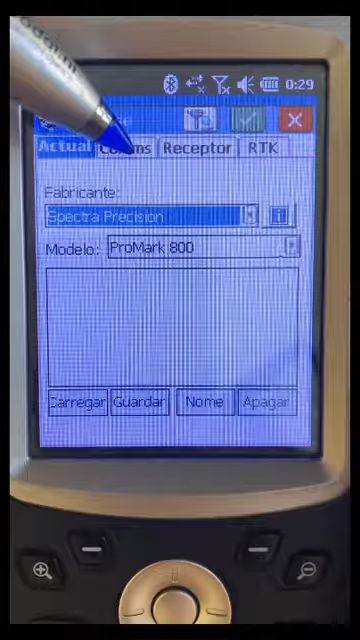 0:29
Actual Receptor RTK
Fabricante:
Spectra Precision
Modelo: ProMark 800
Carregar Guardar Nome Apagar